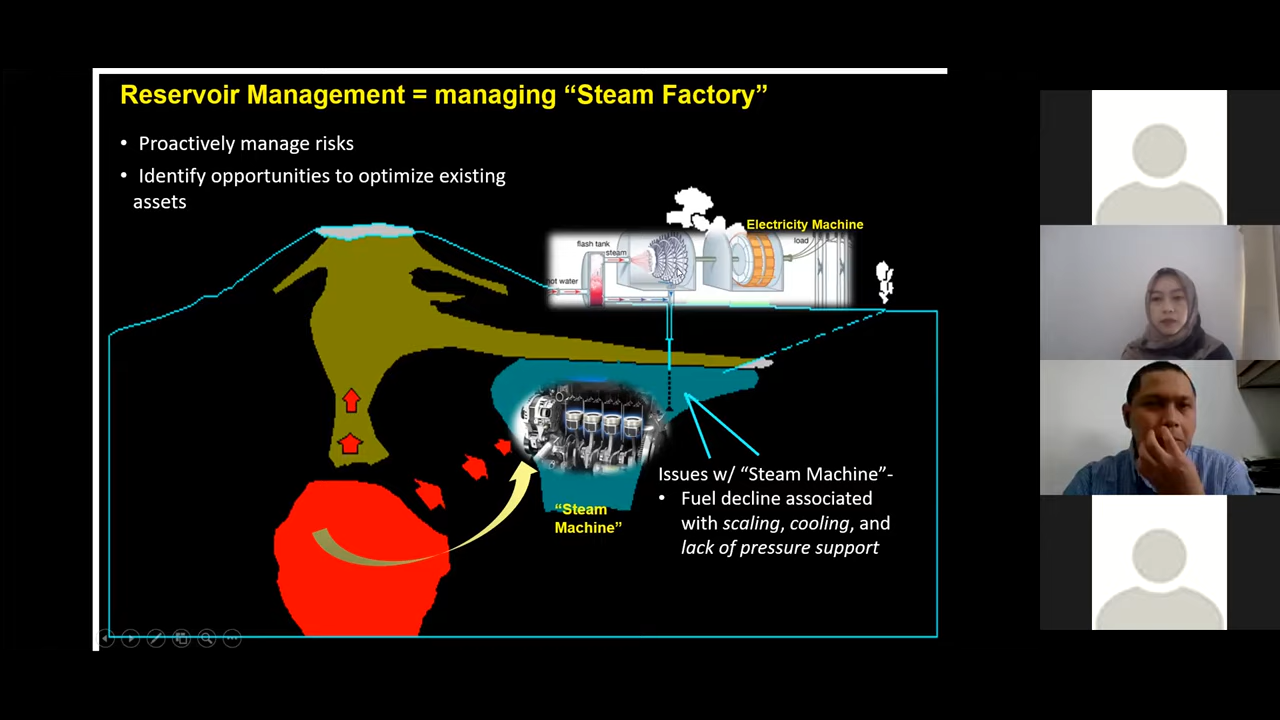 Reservoir Management = managing “Steam Factory”
• Proactively manage risks
• Identify opportunities to optimize existing
assets
Electricity Machine
load
flash tank
steam
hot water
“Steam
Machine”
Issues w/ “Steam Machine”-
• Fuel decline associated
with scaling, cooling, and
lack of pressure support